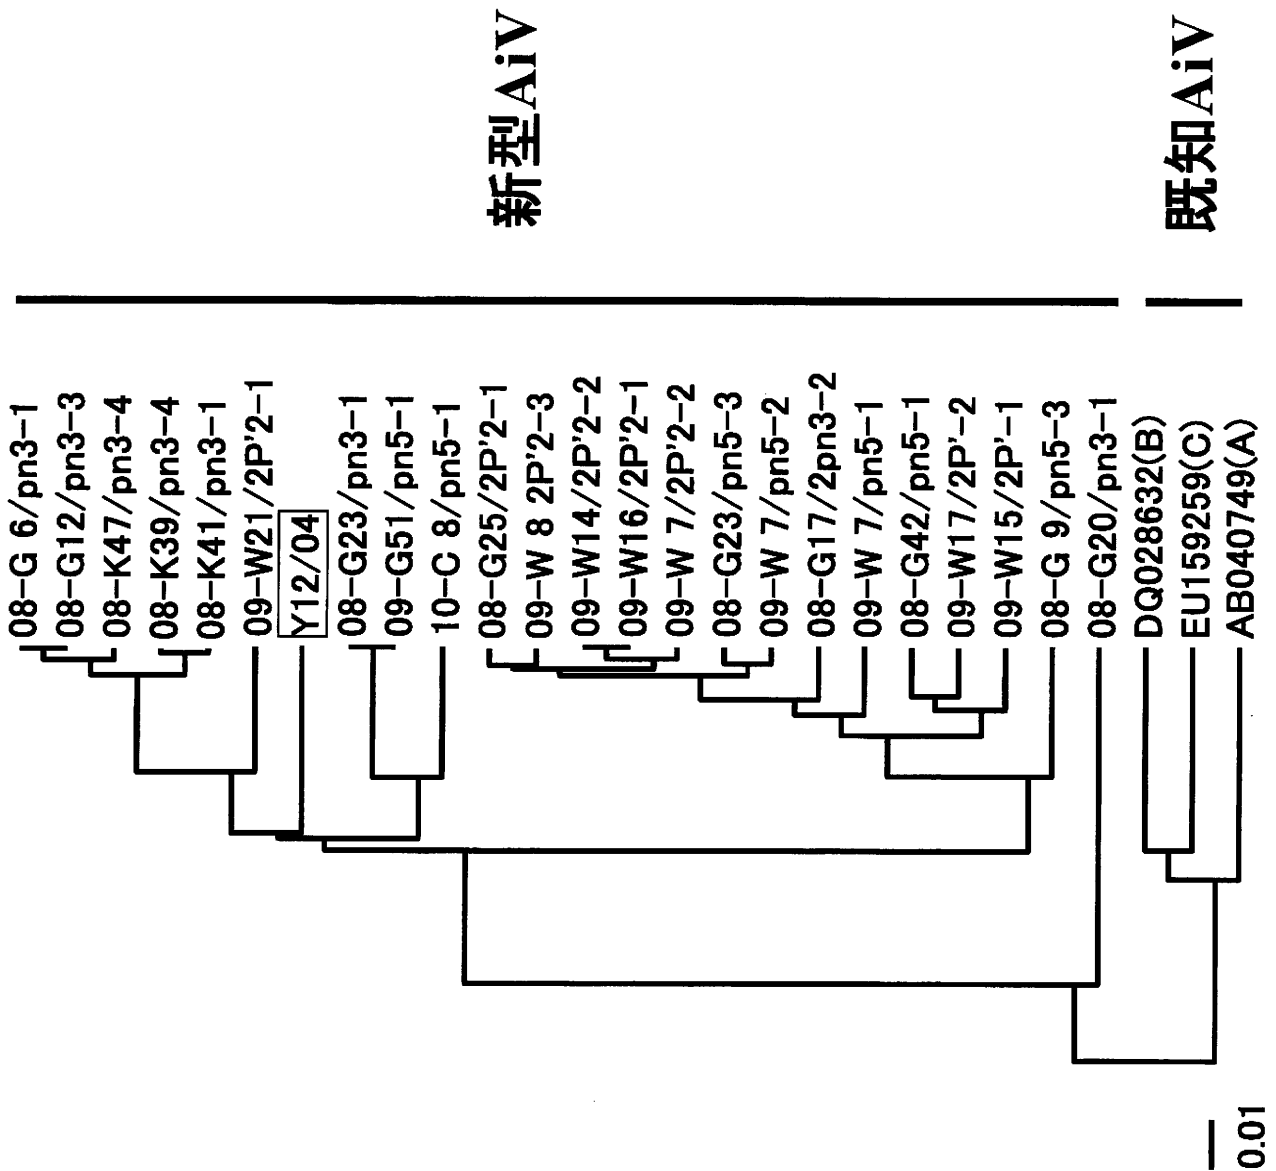 08-G 6/pn3-1
08-G12/pn3-3
08-K47/pn3-4
08-K39/pn3-4
08-K41/pn3-1
09-W21/2P'2-1
Y12/04
08-G23/pn3-1
09-G51/pn5-1
10-C 8/pn5-1
08-G25/2P'2-1
09-W 8 2P'2-3
09-W14/2P'2-2
09-W16/2P'2-1
09-W 7/2P'2-2
08-G23/pn5-3
09-W 7/pn5-2
08-G17/2pn3-2
09-W 7/pn5-1
08-G42/pn5-1
09-W17/2P'-2
09-W15/2P'-1
08-G 9/pn5-3
08-G20/pn3-1
DQ028632(B)
EU159259(C)
AB040749(A)
新型AiV
既知AiV
0.01